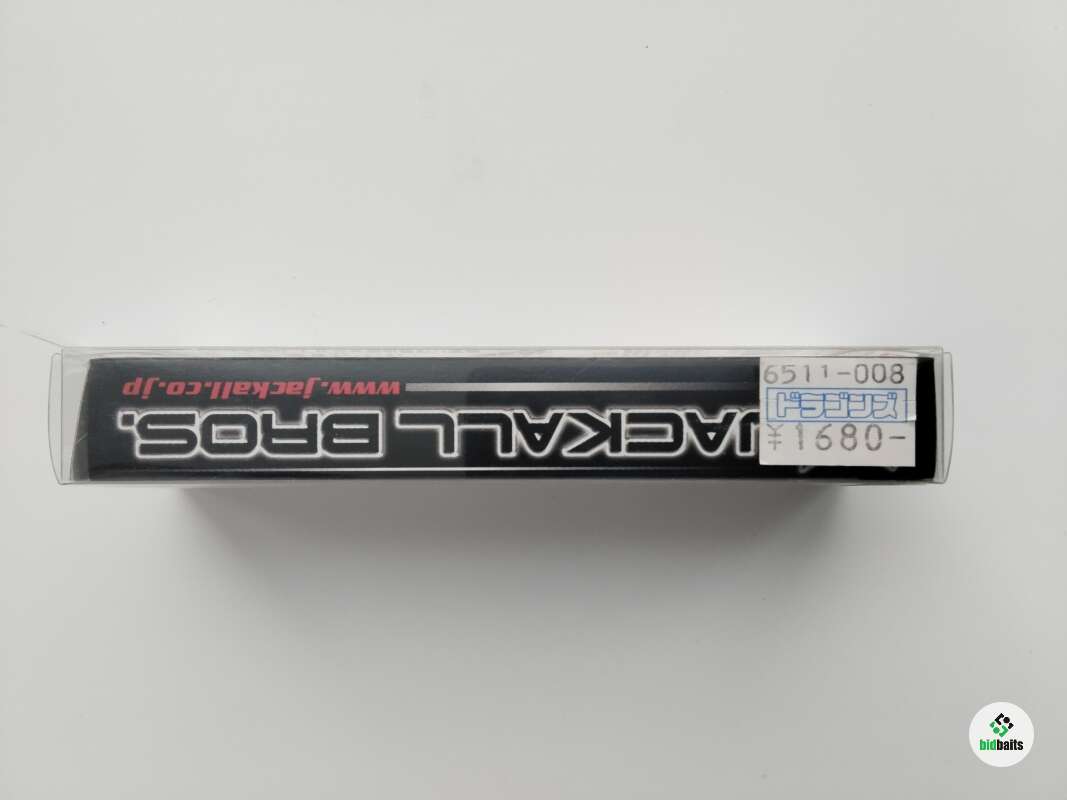 6511-008
ドラゴンズ
¥1680-
JACKALL BROS.
www.jackall.co.jp
bidbaits